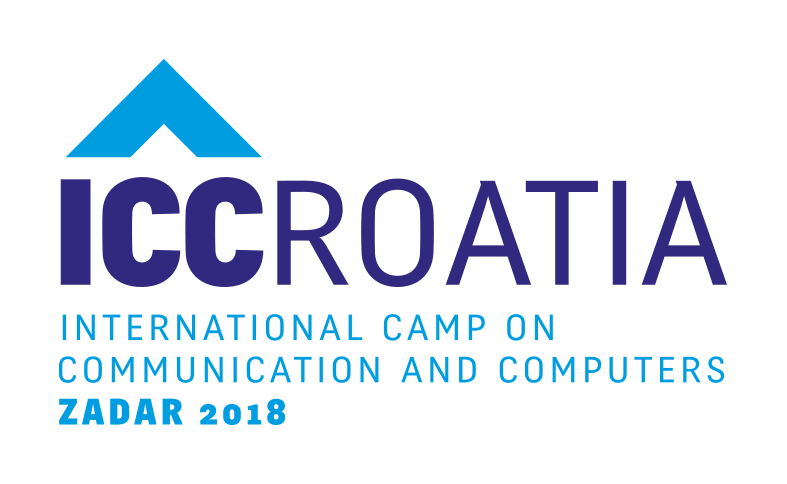 ICCROATIA
INTERNATIONAL CAMP ON
COMMUNICATION AND COMPUTERS
ZADAR 2018